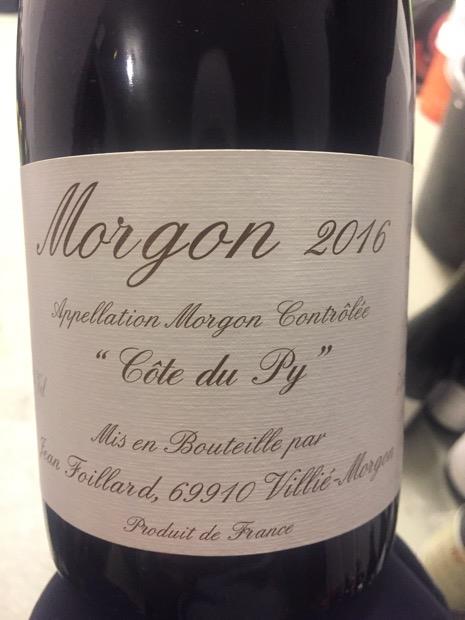 Morgon 2016
Appellation Morgon Contrôlée
“Côte du Py”
Mis en Bouteille par
Jean Foillard, 69910 Villié-Morgon
Produit de France